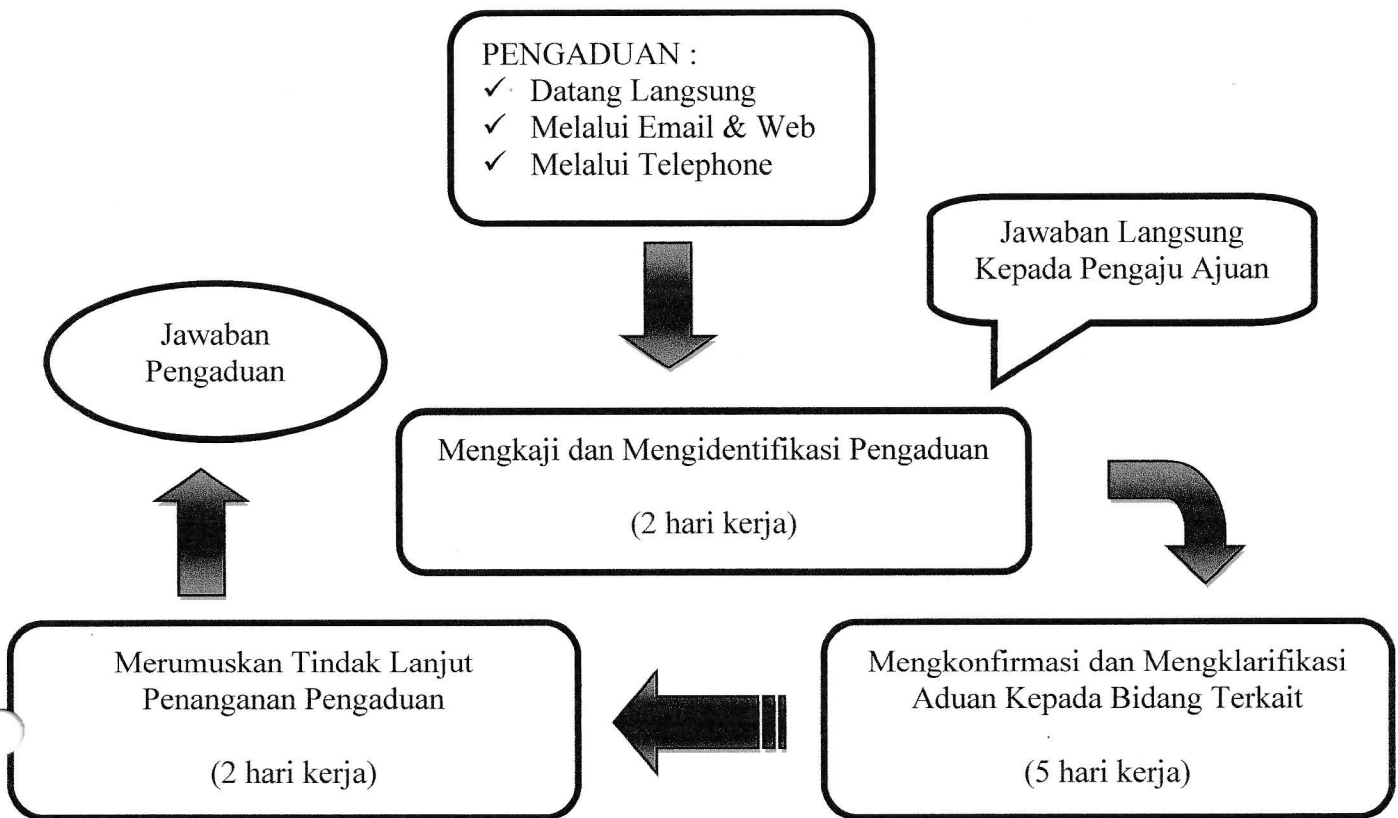 PENGADUAN :
✓ Datang Langsung
✓ Melalui Email & Web
✓ Melalui Telephone
Jawaban Langsung
Kepada Pengaju Ajuan
Jawaban
Pengaduan
Mengkaji dan Mengidentifikasi Pengaduan
(2 hari kerja)
Mengkonfirmasi dan Mengklarifikasi
Aduan Kepada Bidang Terkait
(5 hari kerja)
Merumuskan Tindak Lanjut
Penanganan Pengaduan
(2 hari kerja)